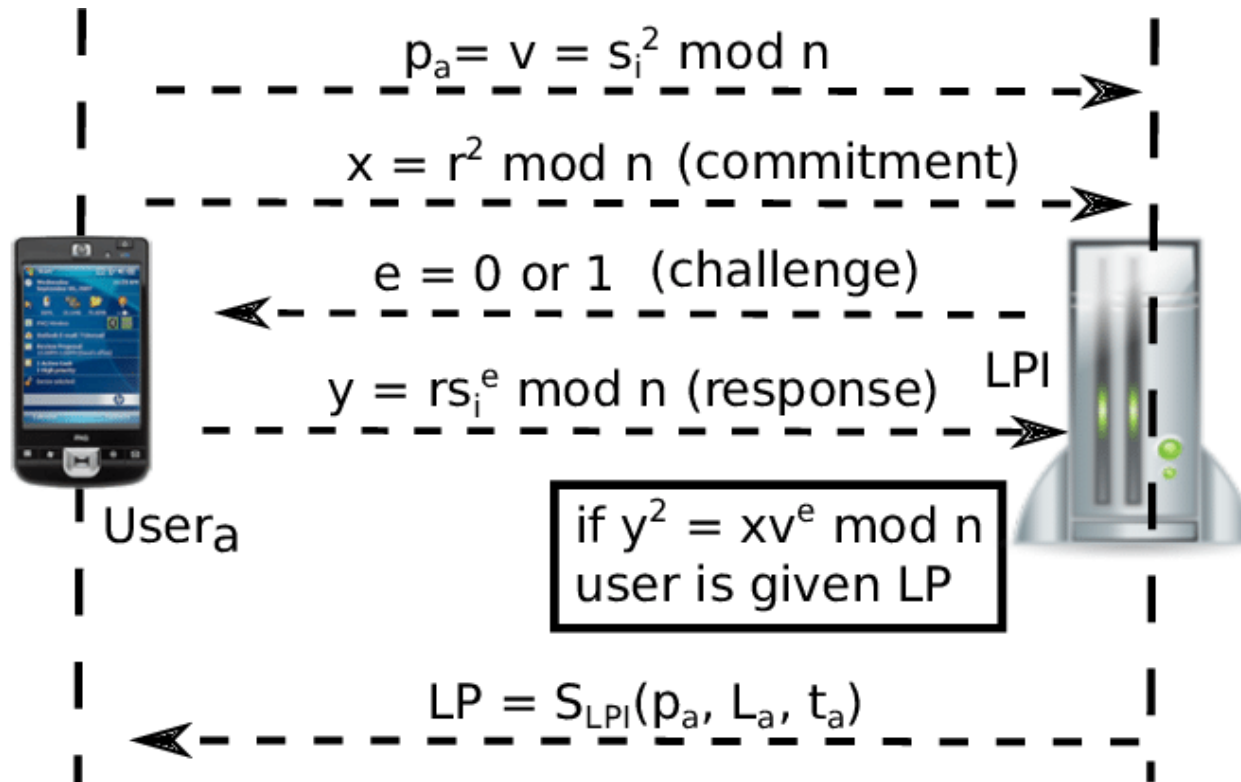 pₐ= v = sᵢ² mod n
x = r² mod n (commitment)
e = 0 or 1 (challenge)
LPI
y = rsᵢᵉ mod n (response)
Userₐ
if y² = xvᵉ mod n
user is given LP
LP = S_LPI(pₐ, Lₐ, tₐ)